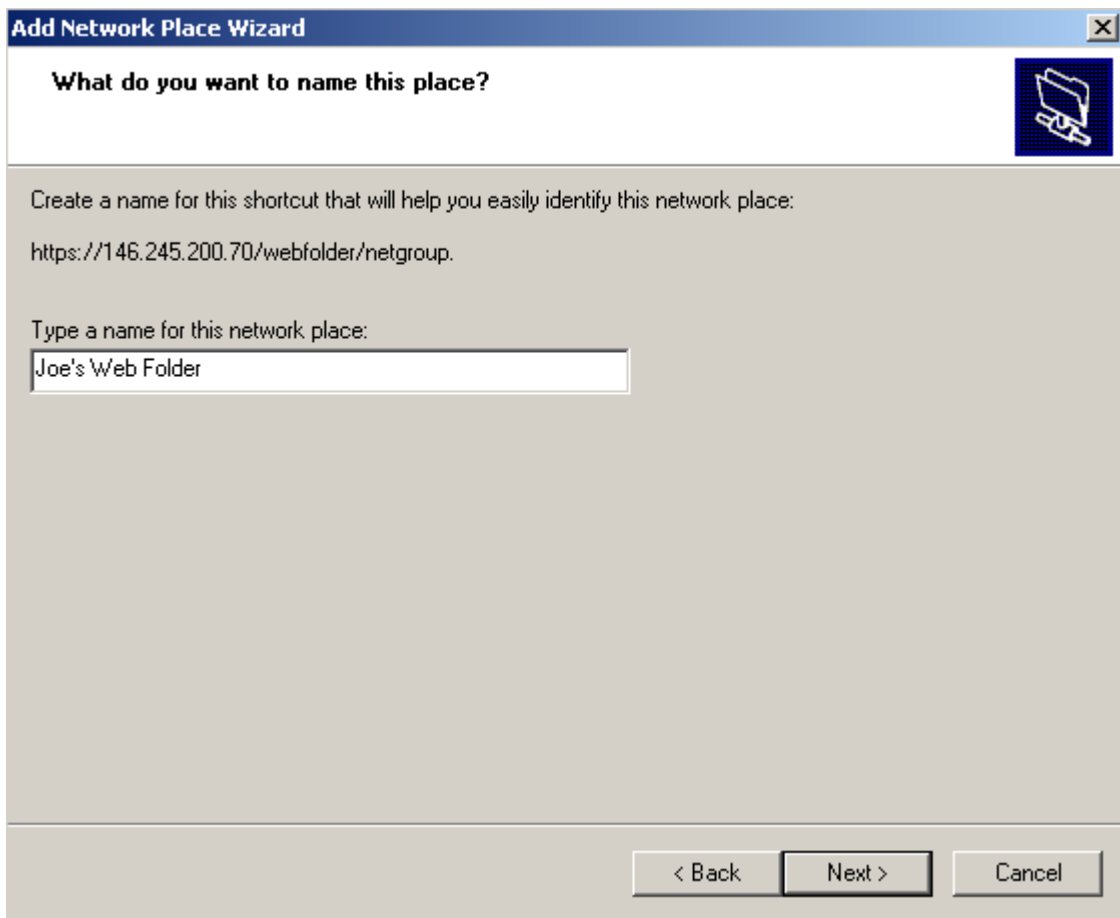 Add Network Place Wizard
What do you want to name this place?
Create a name for this shortcut that will help you easily identify this network place:
https://146.245.200.70/webfolder/netgroup.
Type a name for this network place:
Joe's Web Folder
< Back
Next >
Cancel